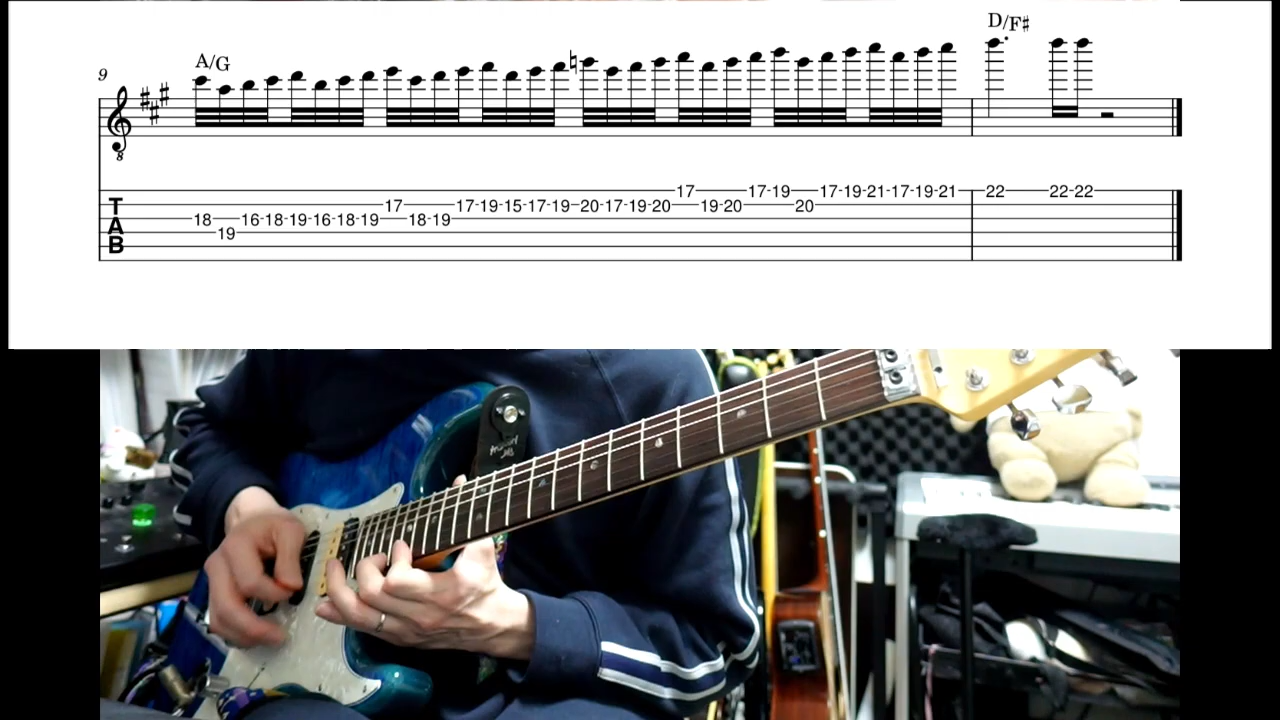 A/G D/F#
9
8
17 17-19 17-19-21-17-19-21 22 22-22
T 17 17-19-15-17-19-20-17-19-20 19-20 20
A 18 16-18-19-16-18-19 18-19
19
B